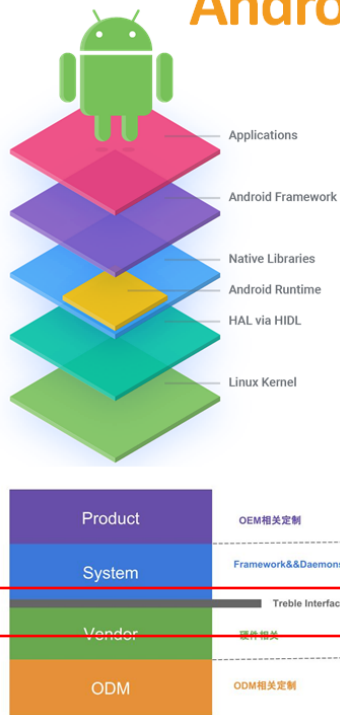 Andro
Applications
Android Framework
Native Libraries
Android Runtime
HAL via HIDL
Linux Kernel
Product
OEM相关定制
System
Framework&&Daemons
Treble Interfac
Vendor
硬件相关
ODM
ODM相关定制